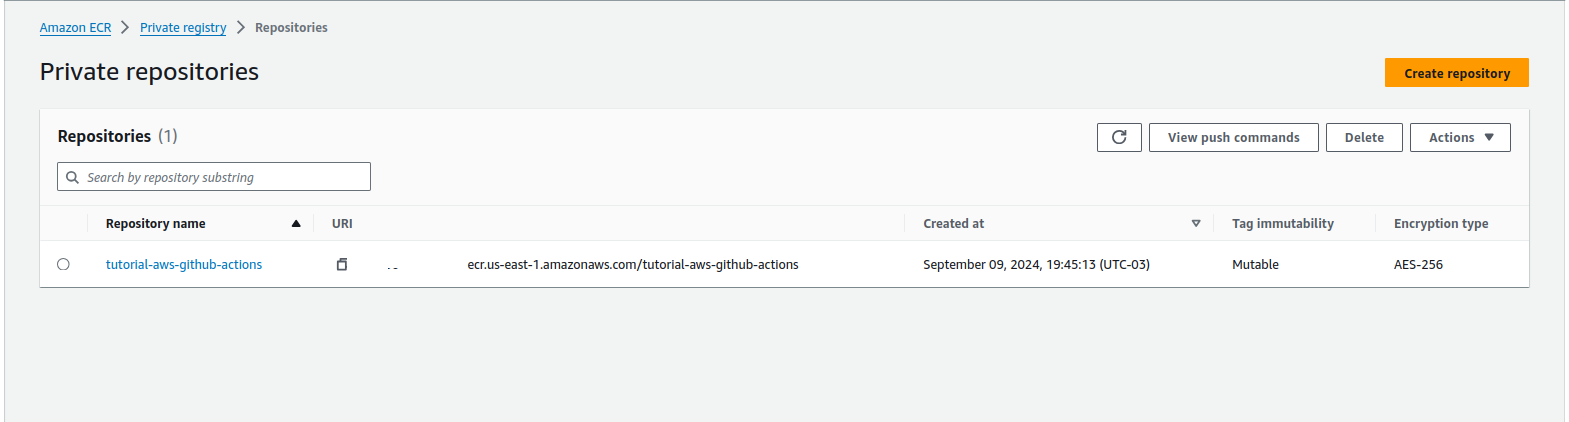 Amazon ECR > Private registry > Repositories
Private repositories
Create repository
Repositories (1)
View push commands
Delete
Actions
Search by repository substring
Repository name URI Created at Tag immutability Encryption type
tutorial-aws-github-actions ecr.us-east-1.amazonaws.com/tutorial-aws-github-actions September 09, 2024, 19:45:13 (UTC-03) Mutable AES-256